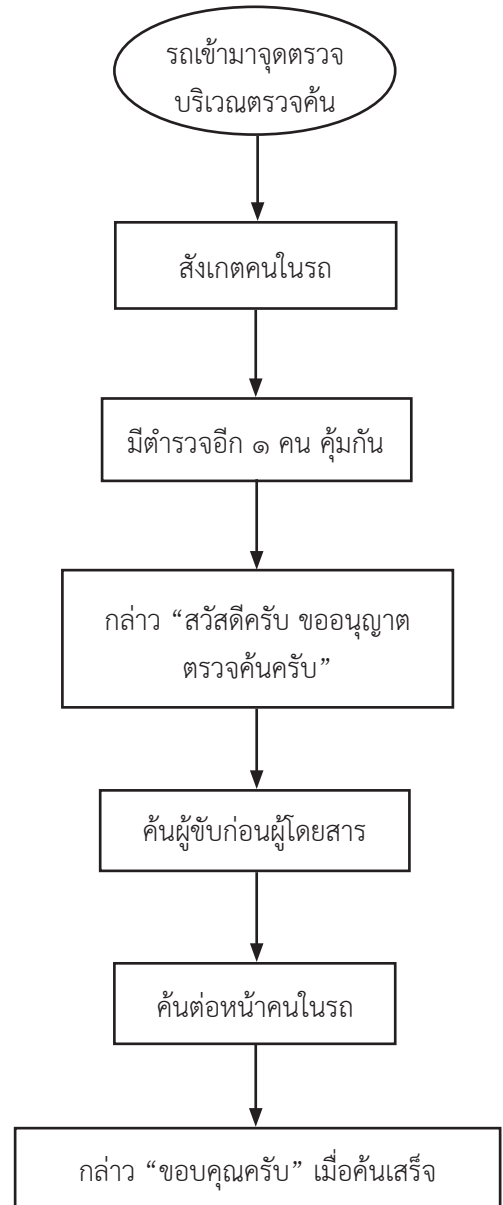 รถเข้ามาจุดตรวจ
บริเวณตรวจค้น
สังเกตคนในรถ
มีตำรวจอีก ๑ คน คุ้มกัน
กล่าว “สวัสดีครับ ขออนุญาต
ตรวจค้นครับ”
ค้นผู้ขับก่อนผู้โดยสาร
ค้นต่อหน้าคนในรถ
กล่าว “ขอบคุณครับ” เมื่อค้นเสร็จ